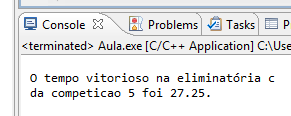 Console Problems Tasks P
<terminated> Aula.exe [C/C++ Application] C:\Use
O tempo vitorioso na eliminatória c
da competicao 5 foi 27.25.